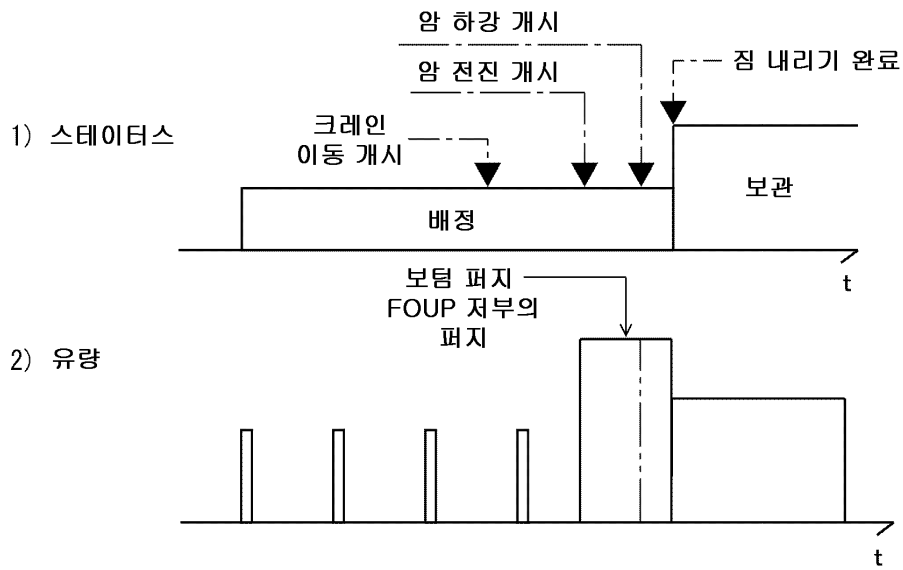 암 하강 개시
암 전진 개시
짐 내리기 완료
1) 스테이터스
크레인
이동 개시
보관
배정
t
보텀 퍼지
FOUP 저부의
퍼지
2) 유량
t